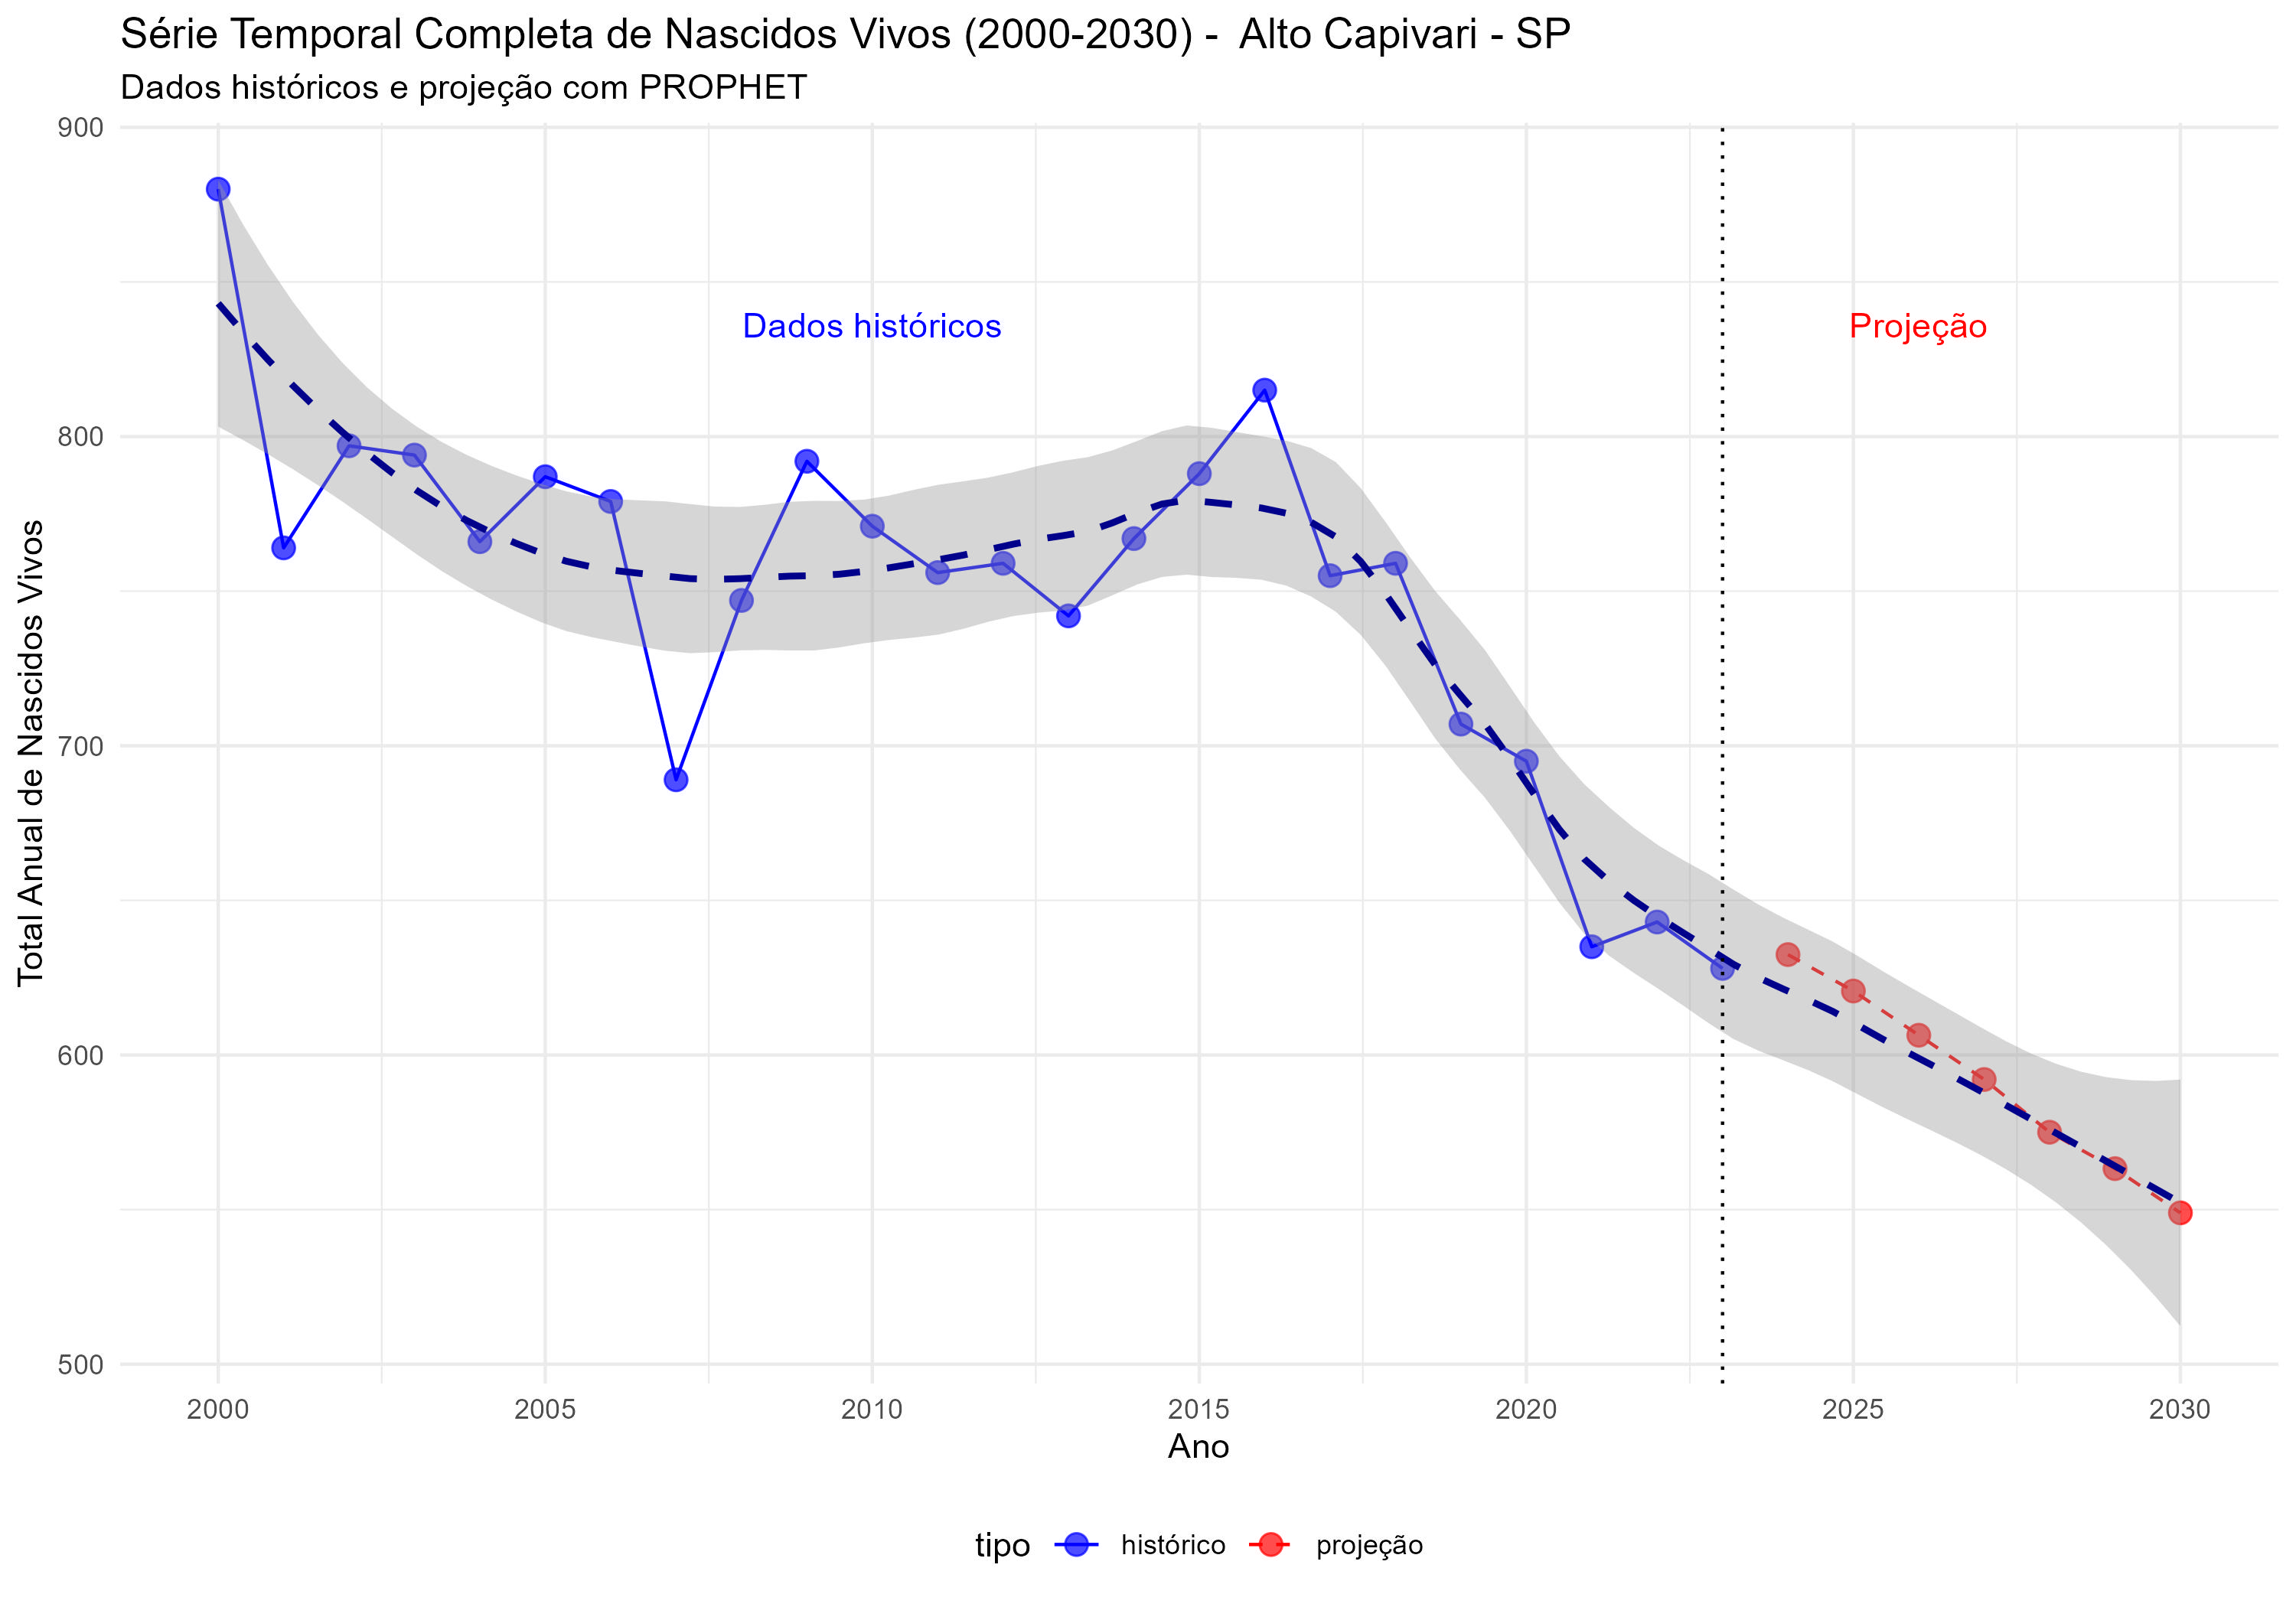 Série Temporal Completa de Nascidos Vivos (2000-2030) -  Alto Capivari - SP
Dados históricos e projeção com PROPHET
Total Anual de Nascidos Vivos
900
800
700
600
500
Dados históricos
Projeção
2000 2005 2010 2015 2020 2025 2030
Ano
tipo histórico projeção